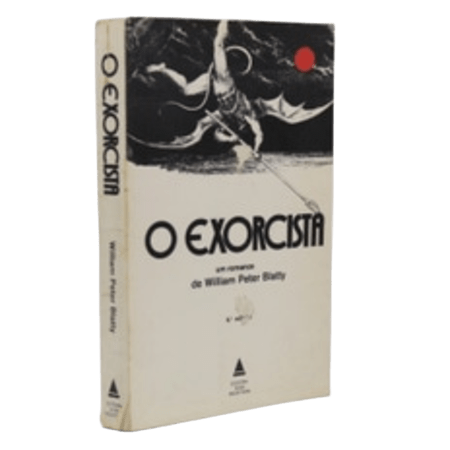 O EXORCISTA
um romance
de William Peter Blatty
O EXORCISTA
William Peter Blatty